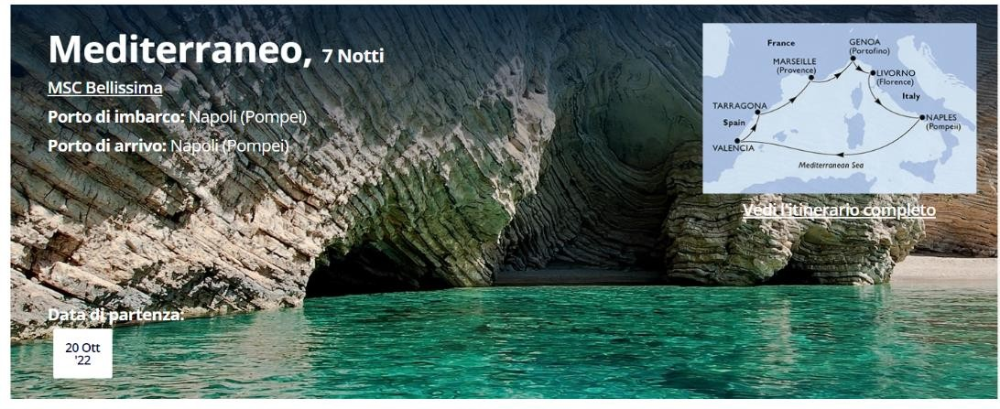 Mediterraneo, 7 Notti
MSC Bellissima
Porto di imbarco: Napoli (Pompei)
Porto di arrivo: Napoli (Pompei)
France
GENOA
(Portofino)
MARSEILLE
(Provence)
LIVORNO
(Florence)
Italy
TARRAGONA
Spain
NAPLES
(Pompeii)
VALENCIA
Mediterranean Sea
Vedi l'itinerario completo
Data di partenza:
20 Ott
'22